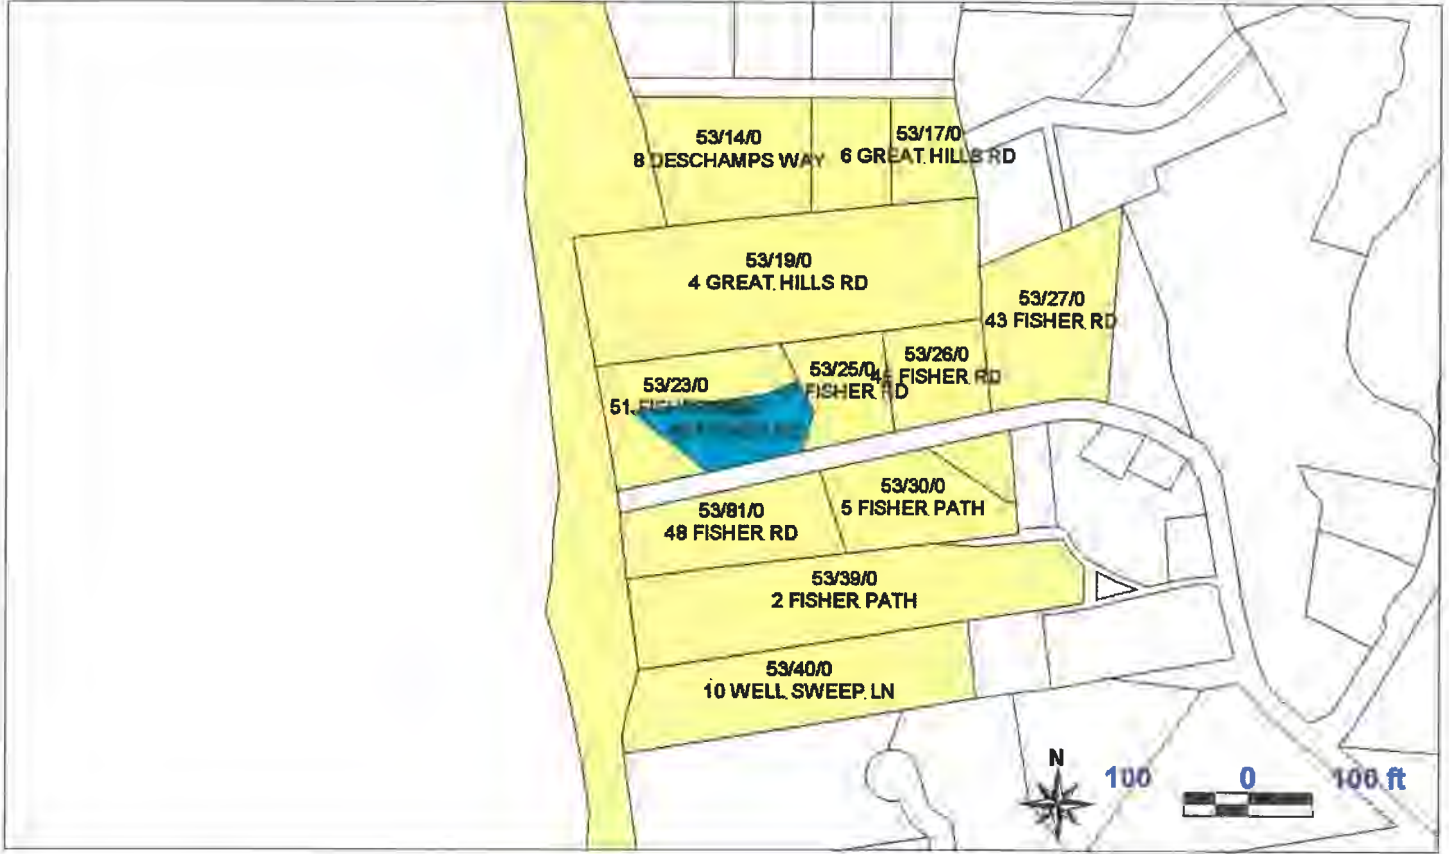 53/14/0
8 DESCHAMPS WAY
53/17/0
6 GREAT HILLS RD
53/19/0
4 GREAT HILLS RD
53/27/0
43 FISHER RD
53/23/0
51
53/25/0
FISHER RD
53/26/0
FISHER RD
53/30/0
5 FISHER PATH
53/81/0
48 FISHER RD
53/39/0
2 FISHER PATH
53/40/0
10 WELL SWEEP LN
N
100 0 100 ft